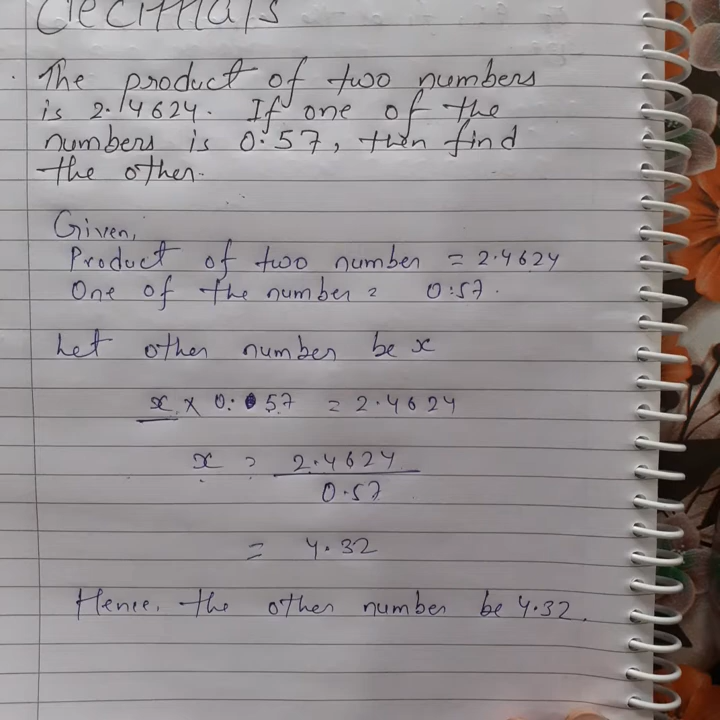 Decimals
The product of two numbers
is 2.14624. If one of the
numbers is 0.57, then find
the other.
Given,
Product of two number = 2.4624
One of the number = 0.57.
Let other number be x
x × 0.57 = 2.4624
x = 2.4624
0.57
= 4.32
Hence, the other number be 4.32.